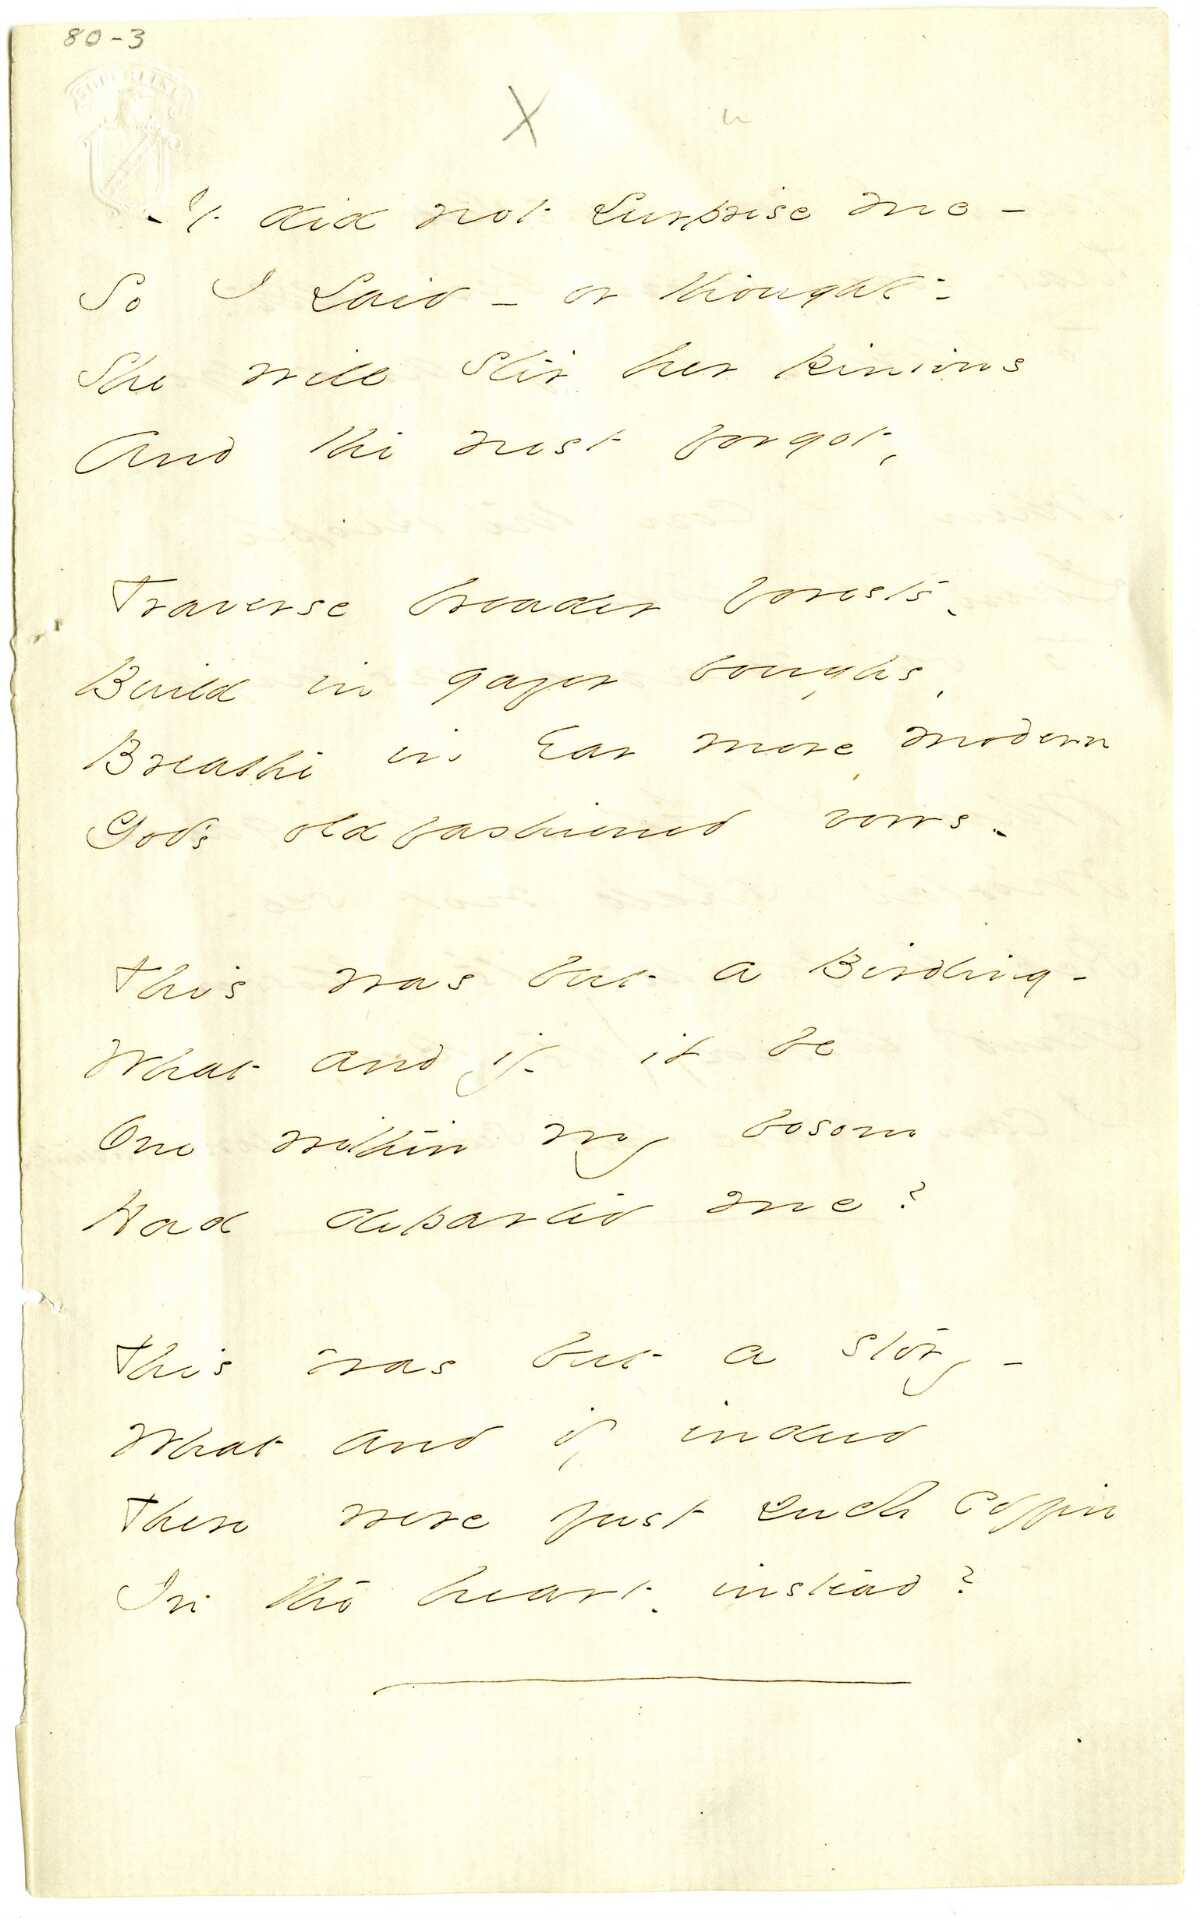 80-3
X
It did not surprise me -
So I said - or thought -
She will stir her pinions
And the nest forgot,
Traverse broader forests -
Build in gayer boughs,
Breathe in Ear more modern
God's old fashioned vows -
This was but a Birdling -
What and if it be
One within my bosom
Had departed me?
This was but a story -
What and if indeed
There were just such coffin
In the heart - instead?